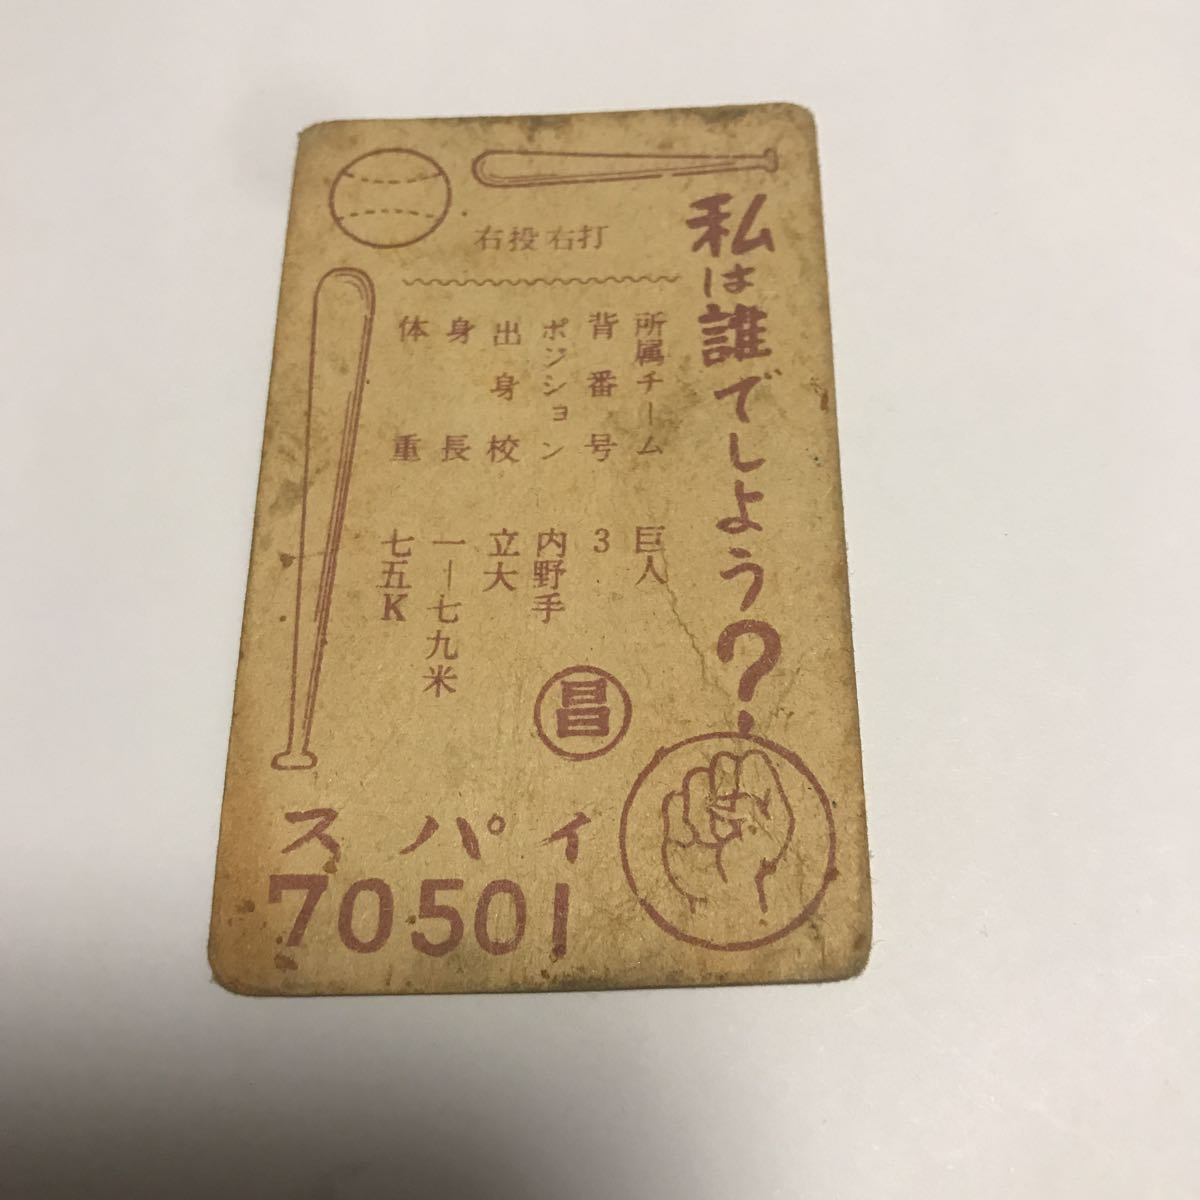 私は誰でしよう?
右投右打
所属チーム 巨人
背番号 3
ポジション 内野手
出身校 立大
身長 一―七九米
体重 七五K
昌
スパイ
70501